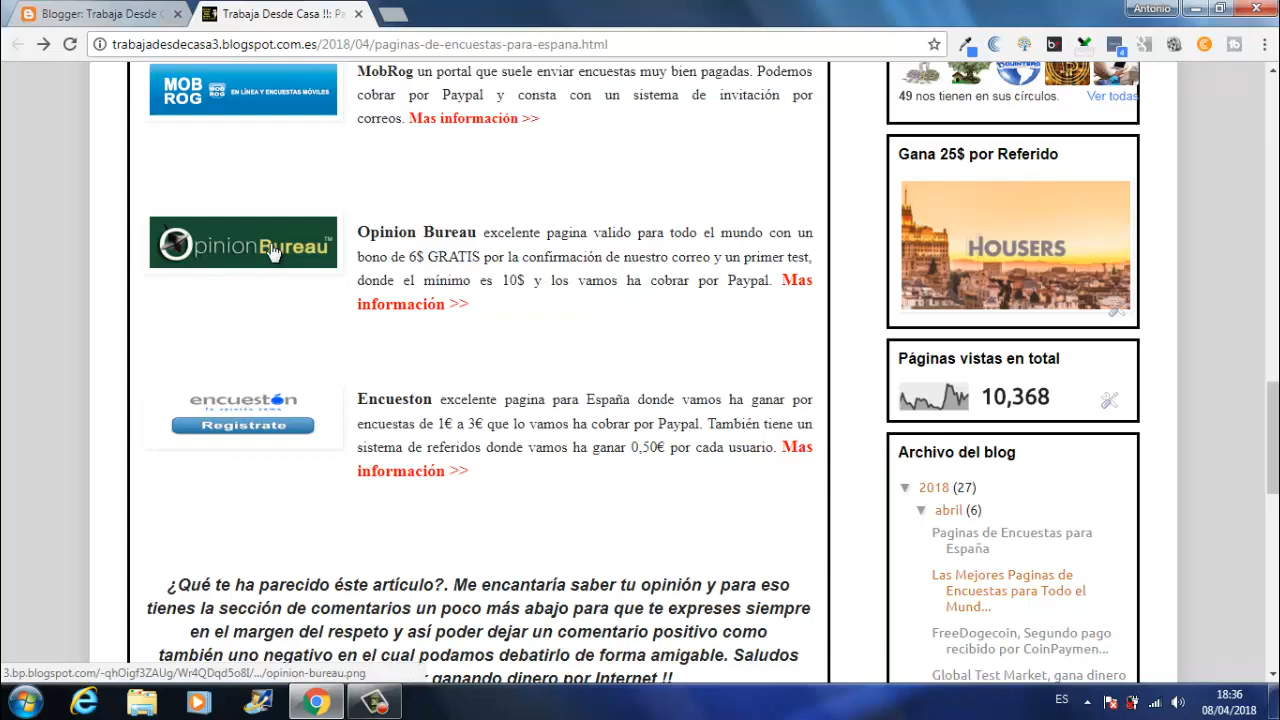 Blogger: Trabaja Desde C
Trabaja Desde Casa !!: Pa
Antonio
trabajadesdecasa3.blogspot.com.es/2018/04/paginas-de-encuestas-para-espana.html
MOB
ROG
EN LÍNEA Y ENCUESTAS MÓVILES
MobRog un portal que suele enviar encuestas muy bien pagadas. Podemos
cobrar por Paypal y consta con un sistema de invitación por
correos. Mas información >>
OpinionBureau™
Opinion Bureau excelente pagina valido para todo el mundo con un
bono de 6$ GRATIS por la confirmación de nuestro correo y un primer test,
donde el mínimo es 10$ y los vamos ha cobrar por Paypal. Mas
información >>
encuestón
tu opinión suma
Registrate
Encueston excelente pagina para España donde vamos ha ganar por
encuestas de 1€ a 3€ que lo vamos ha cobrar por Paypal. También tiene un
sistema de referidos donde vamos ha ganar 0,50€ por cada usuario. Mas
información >>
¿Qué te ha parecido éste artículo?. Me encantaría saber tu opinión y para eso
tienes la sección de comentarios un poco más abajo para que te expreses siempre
en el margen del respeto y así poder dejar un comentario positivo como
también uno negativo en el cual podamos debatirlo de forma amigable. Saludos
ganando dinero por Internet !!
49 nos tienen en sus círculos. Ver todas
Gana 25$ por Referido
HOUSERS
Páginas vistas en total
10,368
Archivo del blog
▼ 2018 (27)
▼ abril (6)
Paginas de Encuestas para
España
Las Mejores Paginas de
Encuestas para Todo el
Mund...
FreeDogecoin, Segundo pago
recibido por CoinPaymen...
Global Test Market, gana dinero
3.bp.blogspot.com/-qhOigf3ZAUg/Wr4QDqd5o8I/.../opinion-bureau.png
ES
18:36
08/04/2018